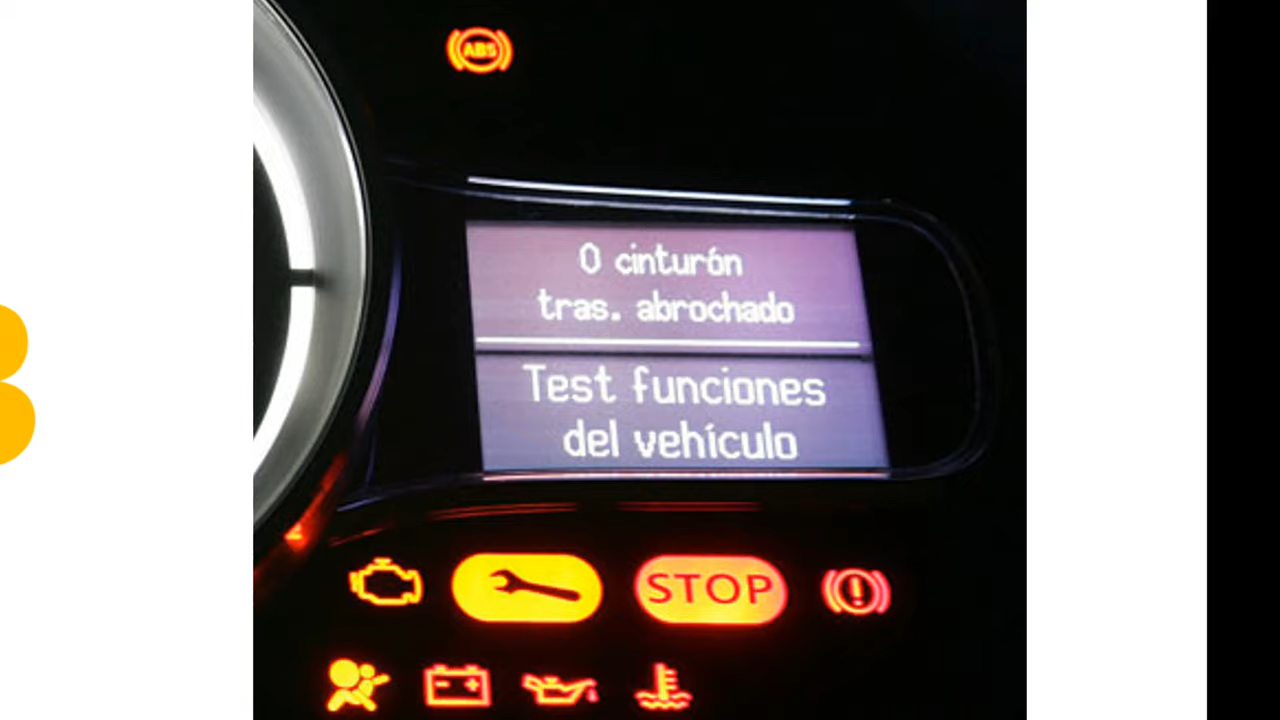 ABS
0 cinturón
tras. abrochado
Test funciones
del vehículo
STOP